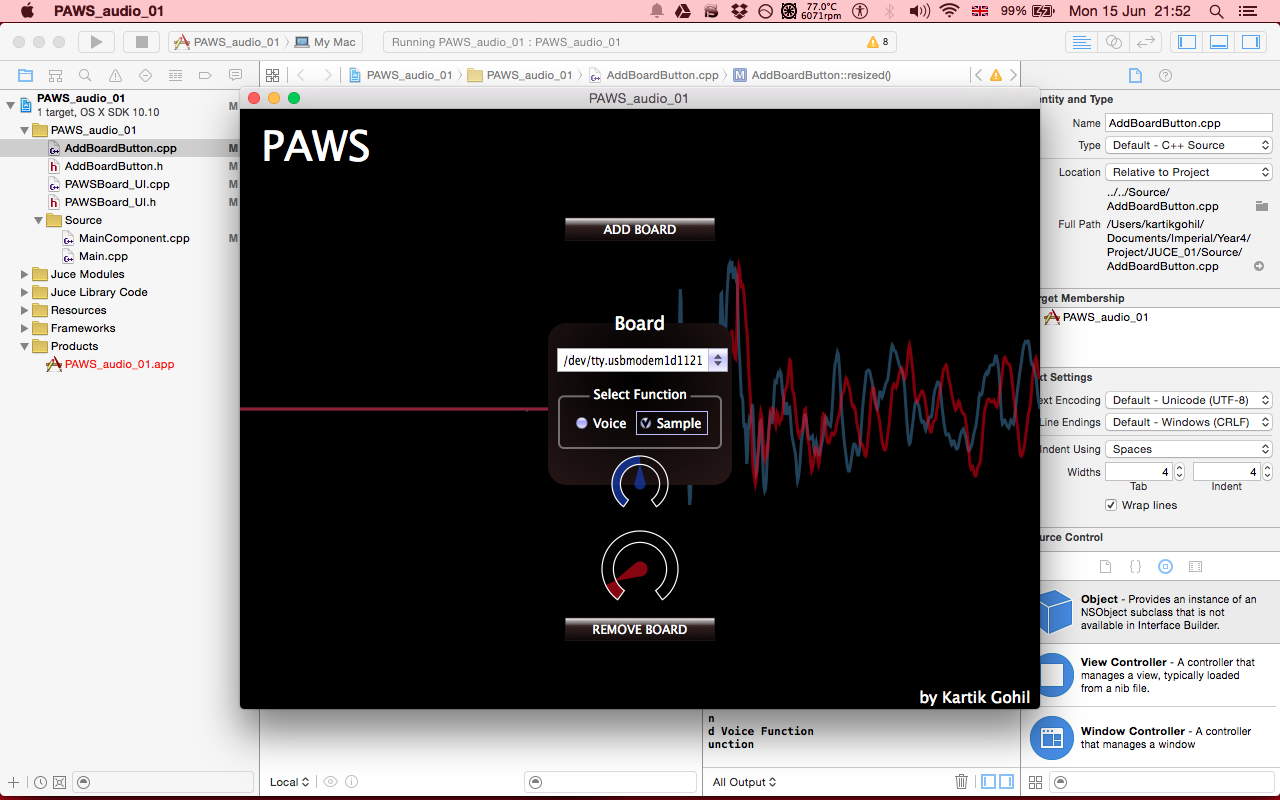 PAWS_audio_01
77.0°C
6071rpm
99%
Mon 15 Jun 21:52
PAWS_audio_01
My Mac
Running PAWS_audio_01 : PAWS_audio_01
8
PAWS_audio_01
PAWS_audio_01
AddBoardButton.cpp
M
AddBoardButton::resized()
PAWS_audio_01
M
1 target, OS X SDK 10.10
PAWS_audio_01
AddBoardButton.cpp
M
AddBoardButton.h
M
PAWSBoard_UI.cpp
M
PAWSBoard_UI.h
M
Source
MainComponent.cpp
M
Main.cpp
Juce Modules
Juce Library Code
Resources
Frameworks
Products
PAWS_audio_01.app
PAWS_audio_01
PAWS
ADD BOARD
Board
/dev/tty.usbmodem1d1121
Select Function
Voice
Sample
REMOVE BOARD
by Kartik Gohil
entity and Type
Name
AddBoardButton.cpp
Type
Default - C++ Source
Location
Relative to Project
../../Source/
AddBoardButton.cpp
Full Path
/Users/kartikgohil/
Documents/Imperial/Year4/
Project/JUCE_01/Source/
AddBoardButton.cpp
rget Membership
PAWS_audio_01
xt Settings
ext Encoding
Default - Unicode (UTF-8)
Line Endings
Default - Windows (CRLF)
Indent Using
Spaces
Widths
4
4
Tab
Indent
Wrap lines
urce Control
Object - Provides an instance of an
NSObject subclass that is not
available in Interface Builder.
View Controller - A controller that
manages a view, typically loaded
from a nib file.
Window Controller - A controller
that manages a window
n
d Voice Function
unction
Local
All Output